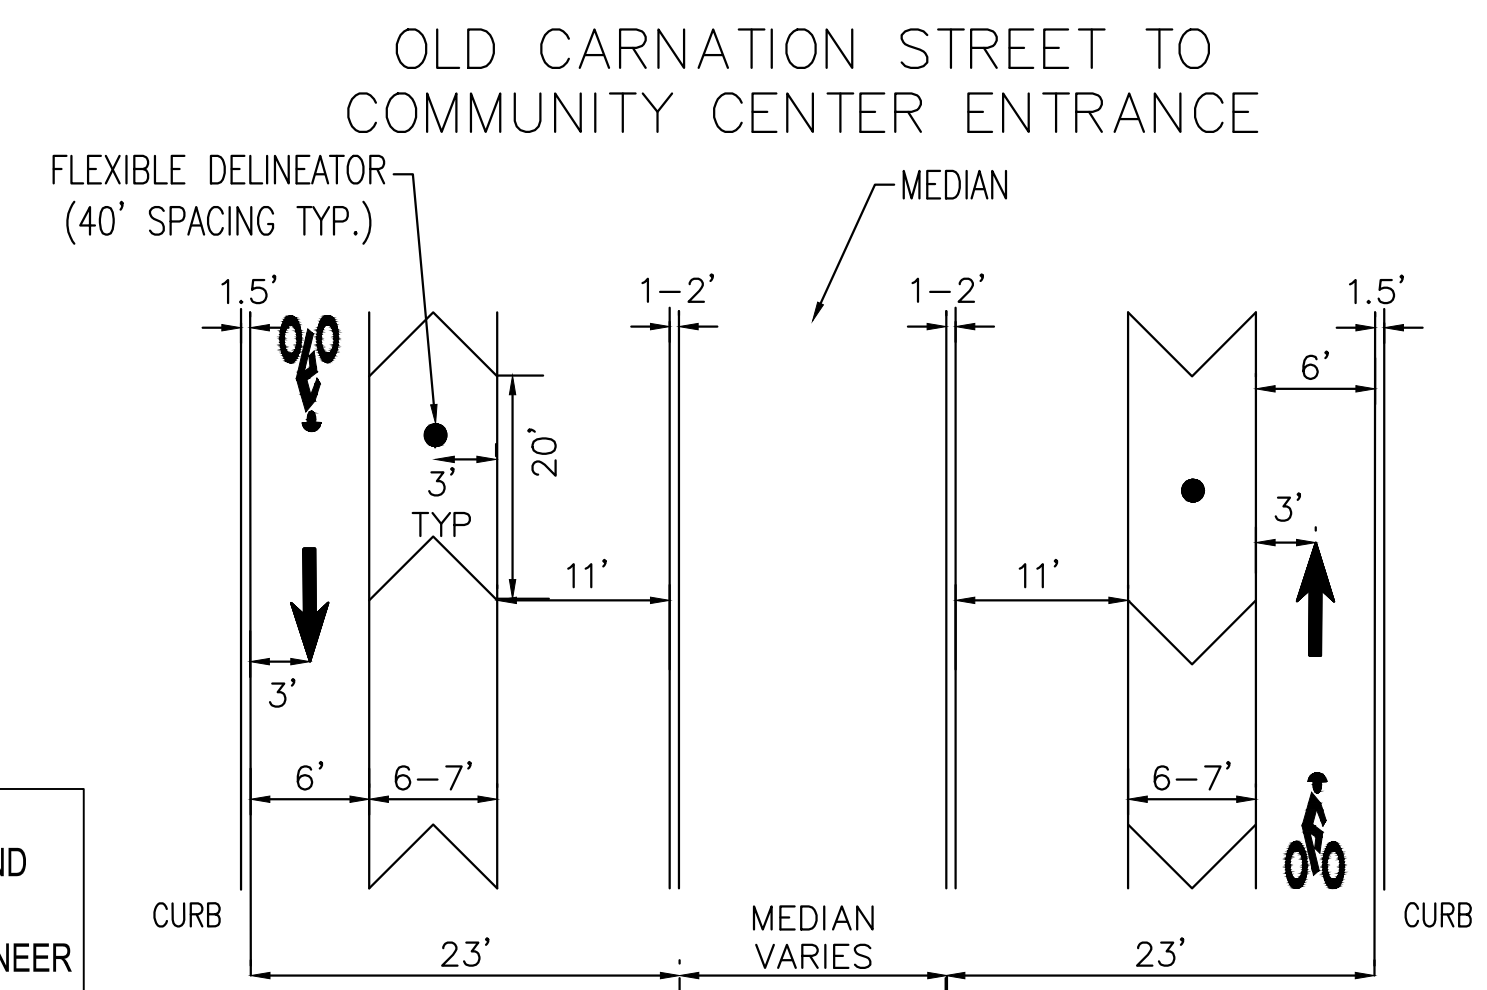 OLD CARNATION STREET TO
COMMUNITY CENTER ENTRANCE
FLEXIBLE DELINEATOR
(40' SPACING TYP.)
MEDIAN
1.5'
1-2'
1-2'
1.5'
6'
3'
TYP
20'
3'
11'
11'
3'
6'
6-7'
6-7'
ND
NEER
CURB
MEDIAN
VARIES
CURB
23'
23'